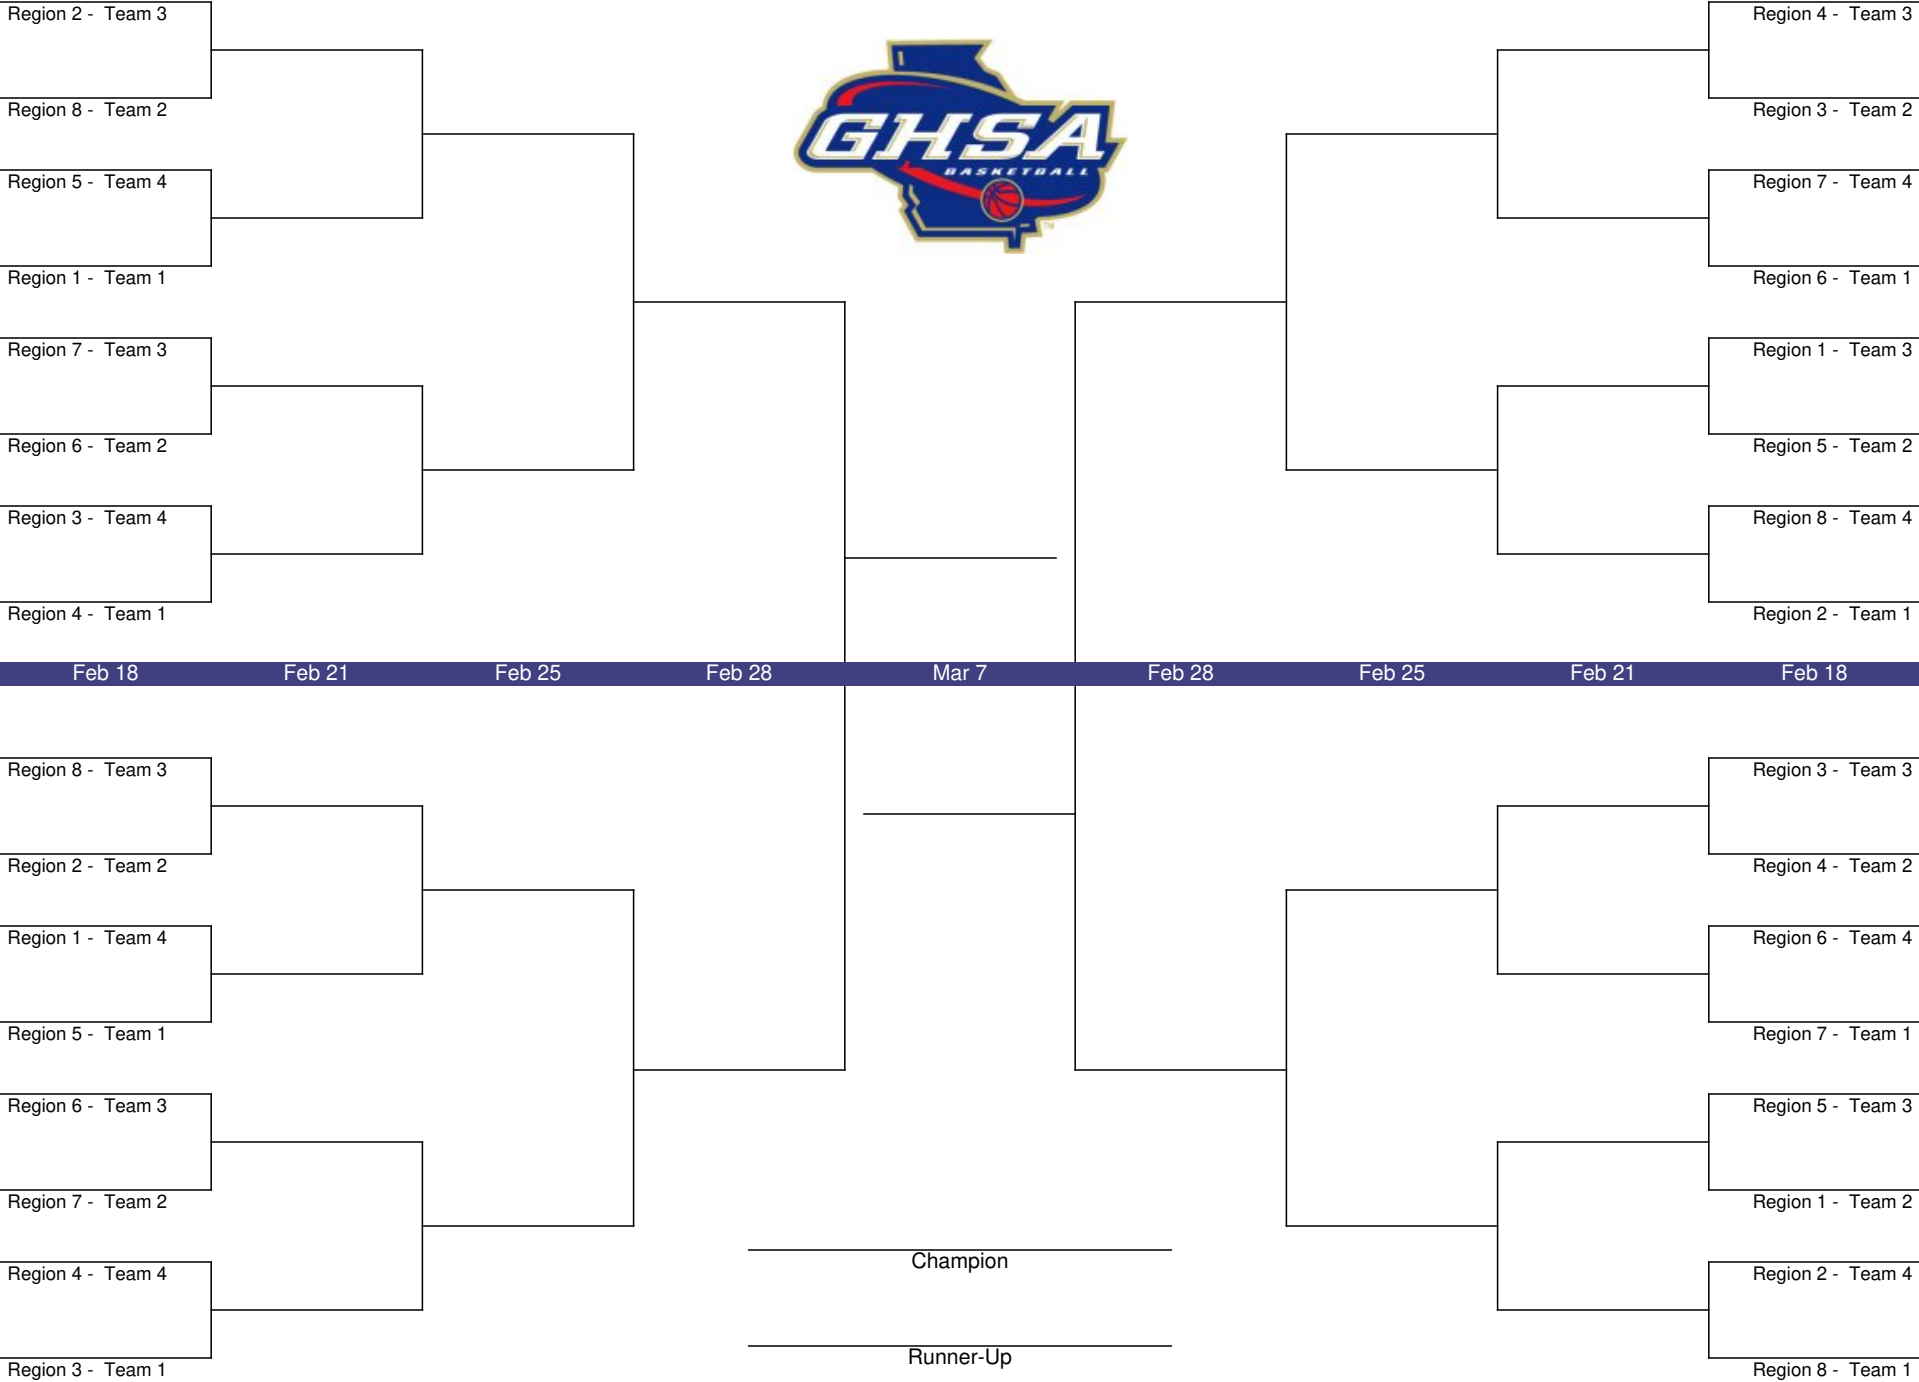 Region 2 - Team 3
Region 4 - Team 3
GHSA
BASKETBALL
TM
Region 8 - Team 2
Region 3 - Team 2
Region 5 - Team 4
Region 7 - Team 4
Region 1 - Team 1
Region 6 - Team 1
Region 7 - Team 3
Region 1 - Team 3
Region 6 - Team 2
Region 5 - Team 2
Region 3 - Team 4
Region 8 - Team 4
Region 4 - Team 1
Region 2 - Team 1
Feb 18 Feb 21 Feb 25 Feb 28 Mar 7 Feb 28 Feb 25 Feb 21 Feb 18
Region 8 - Team 3
Region 3 - Team 3
Region 2 - Team 2
Region 4 - Team 2
Region 1 - Team 4
Region 6 - Team 4
Region 5 - Team 1
Region 7 - Team 1
Region 6 - Team 3
Region 5 - Team 3
Region 7 - Team 2
Region 1 - Team 2
Champion
Region 4 - Team 4
Region 2 - Team 4
Runner-Up
Region 3 - Team 1
Region 8 - Team 1